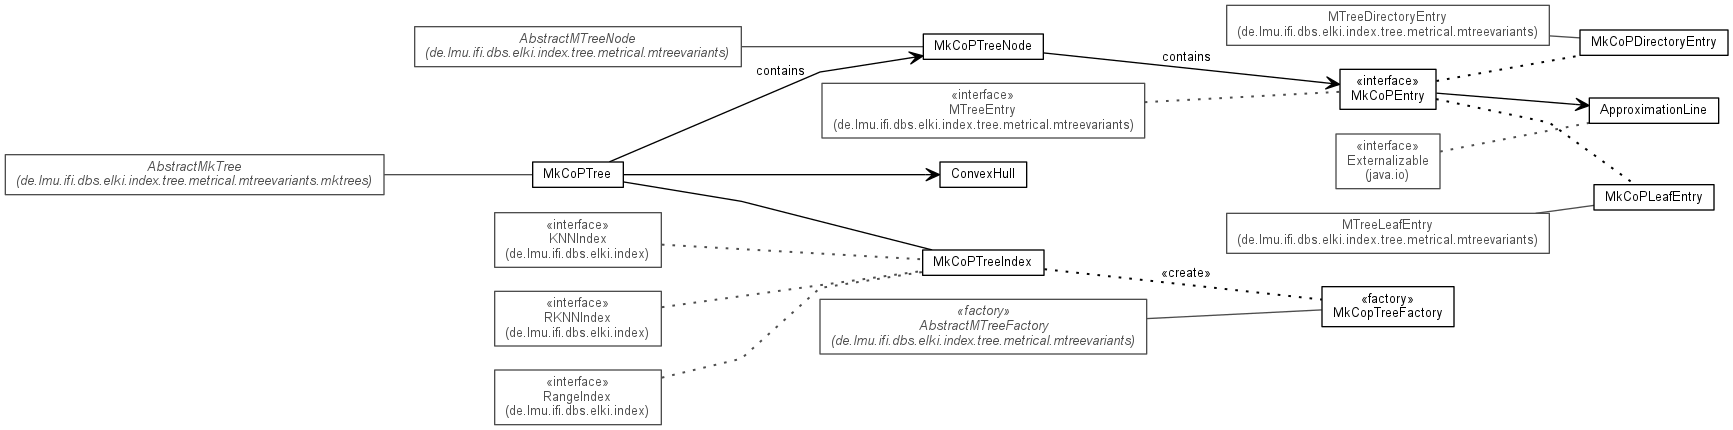 MTreeDirectoryEntry
(de.lmu.ifi.dbs.elki.index.tree.metrical.mtreevariants)
AbstractMTreeNode
(de.lmu.ifi.dbs.elki.index.tree.metrical.mtreevariants)
MkCoPTreeNode
MkCoPDirectoryEntry
contains
contains
«interface»
MkCoPEntry
«interface»
MTreeEntry
(de.lmu.ifi.dbs.elki.index.tree.metrical.mtreevariants)
ApproximationLine
«interface»
Externalizable
(java.io)
AbstractMkTree
(de.lmu.ifi.dbs.elki.index.tree.metrical.mtreevariants.mktrees)
MkCoPTree
ConvexHull
MkCoPLeafEntry
«interface»
KNNIndex
(de.lmu.ifi.dbs.elki.index)
MTreeLeafEntry
(de.lmu.ifi.dbs.elki.index.tree.metrical.mtreevariants)
MkCoPTreeIndex
«create»
«interface»
RKNNIndex
(de.lmu.ifi.dbs.elki.index)
«factory»
AbstractMTreeFactory
(de.lmu.ifi.dbs.elki.index.tree.metrical.mtreevariants)
«factory»
MkCopTreeFactory
«interface»
RangeIndex
(de.lmu.ifi.dbs.elki.index)